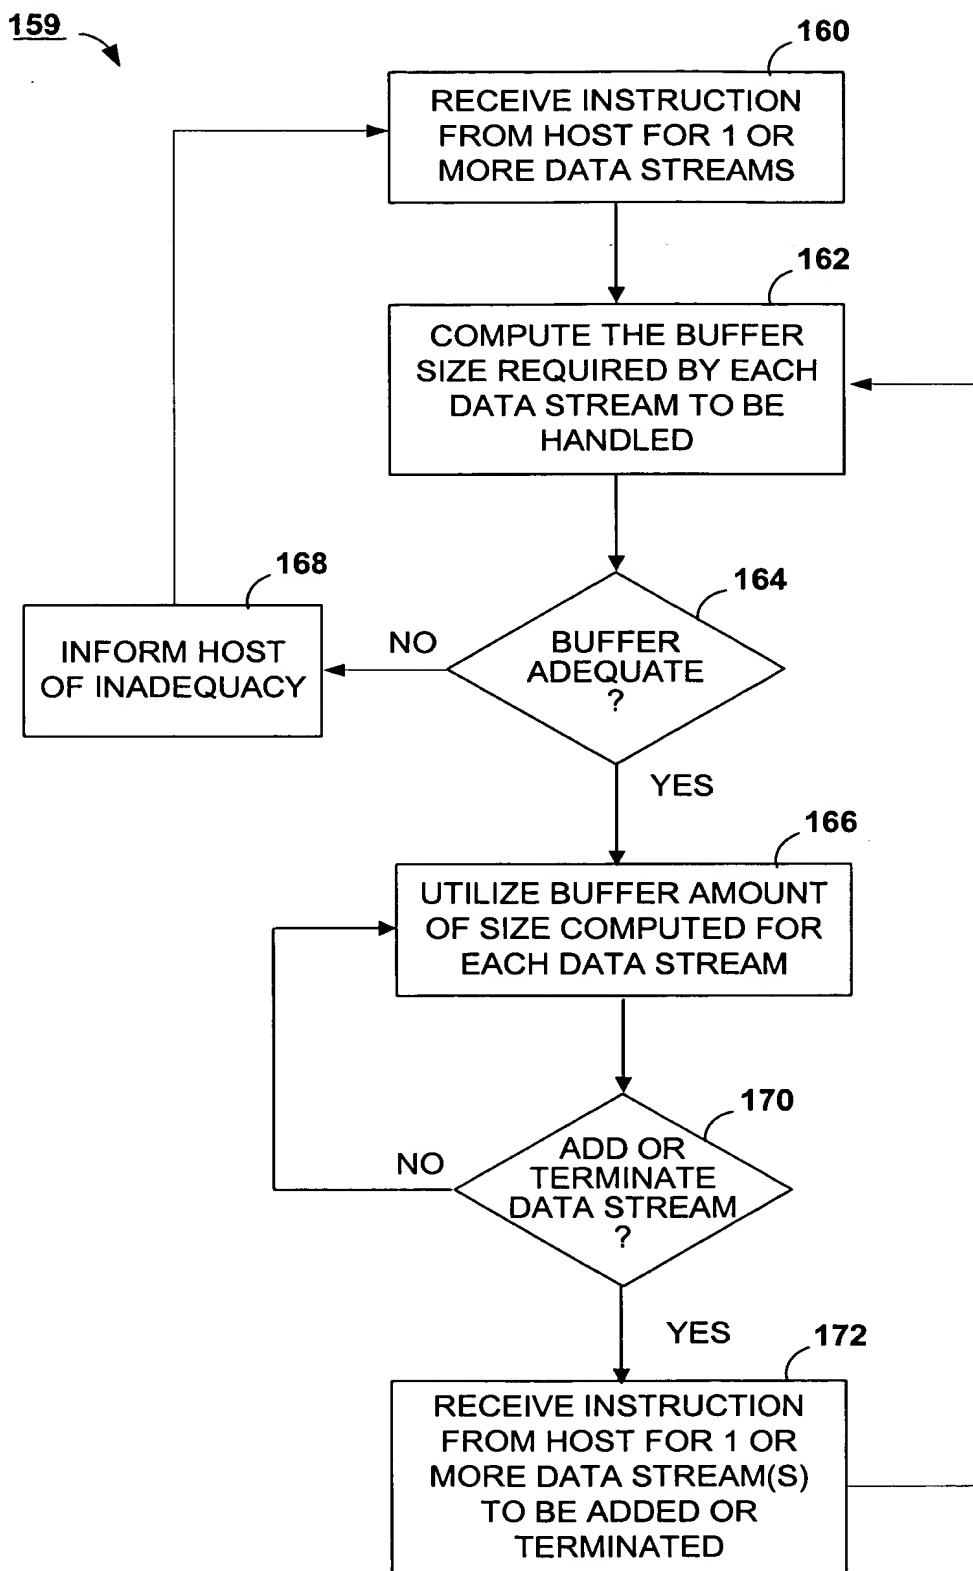 159
160
RECEIVE INSTRUCTION
FROM HOST FOR 1 OR
MORE DATA STREAMS
162
COMPUTE THE BUFFER
SIZE REQUIRED BY EACH
DATA STREAM TO BE
HANDLED
164
BUFFER
ADEQUATE
?
NO
168
INFORM HOST
OF INADEQUACY
YES
166
UTILIZE BUFFER AMOUNT
OF SIZE COMPUTED FOR
EACH DATA STREAM
170
ADD OR
TERMINATE
DATA STREAM
?
NO
YES
172
RECEIVE INSTRUCTION
FROM HOST FOR 1 OR
MORE DATA STREAM(S)
TO BE ADDED OR
TERMINATED